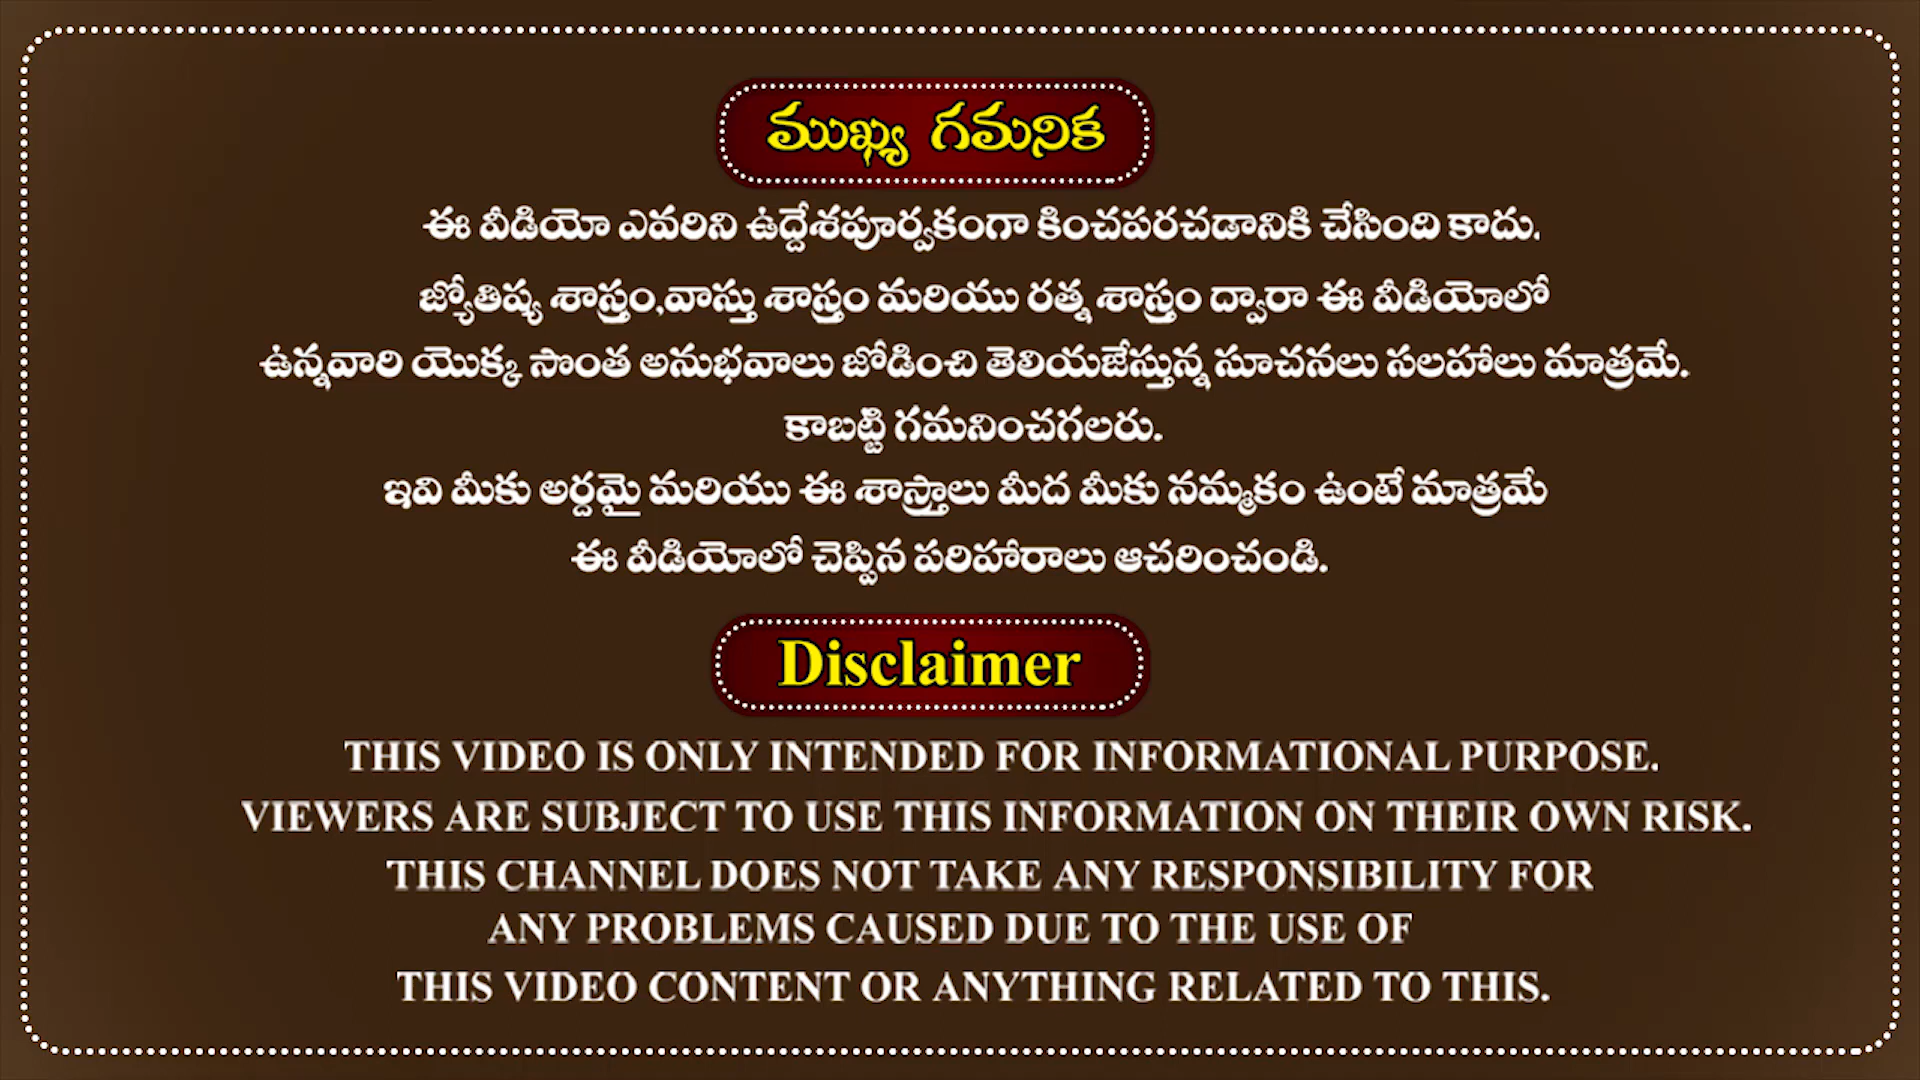 ముఖ్య గమనిక
ఈ వీడియో ఎవరిని ఉద్దేశపూర్వకంగా కించపరచడానికి చేసింది కాదు.
జ్యోతిష్య శాస్త్రం,వాస్తు శాస్త్రం మరియు రత్న శాస్త్రం ద్వారా ఈ వీడియోలో
ఉన్నవారి యొక్క సొంత అనుభవాలు జోడించి తెలియజేస్తున్న సూచనలు సలహాలు మాత్రమే.
కాబట్టి గమనించగలరు.
ఇవి మీకు అర్దమై మరియు ఈ శాస్త్రాలు మీద మీకు నమ్మకం ఉంటే మాత్రమే
ఈ వీడియోలో చెప్పిన పరిహారాలు ఆచరించండి.
Disclaimer
THIS VIDEO IS ONLY INTENDED FOR INFORMATIONAL PURPOSE.
VIEWERS ARE SUBJECT TO USE THIS INFORMATION ON THEIR OWN RISK.
THIS CHANNEL DOES NOT TAKE ANY RESPONSIBILITY FOR
ANY PROBLEMS CAUSED DUE TO THE USE OF
THIS VIDEO CONTENT OR ANYTHING RELATED TO THIS.